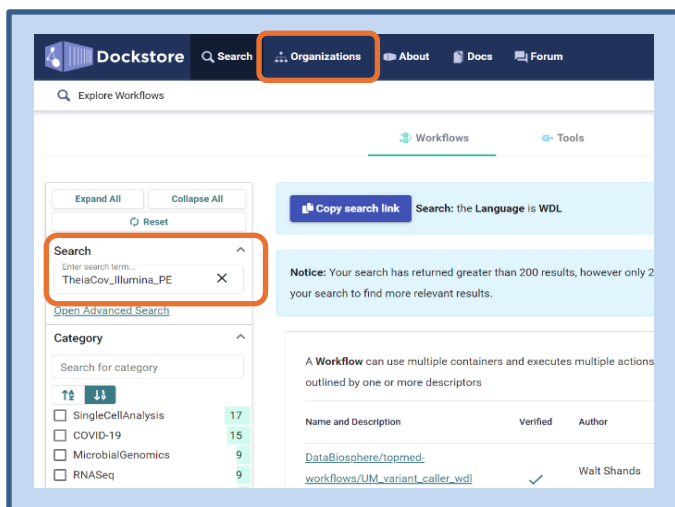 Dockstore Search Organizations About Docs Forum
Explore Workflows
Workflows Tools
Expand All Collapse All
Reset
Copy search link Search: the Language is WDL
Search
Enter search term...
TheiaCov_Illumina_PE
Open Advanced Search
Notice: Your search has returned greater than 200 results, however only 2
your search to find more relevant results.
Category
Search for category
SingleCellAnalysis 17
COVID-19 15
MicrobialGenomics 9
RNASeq 9
A Workflow can use multiple containers and executes multiple actions
outlined by one or more descriptors
Name and Description Verified Author
DataBiosphere/topmed-
workflows/UM_variant_caller_wdl
Walt Shands